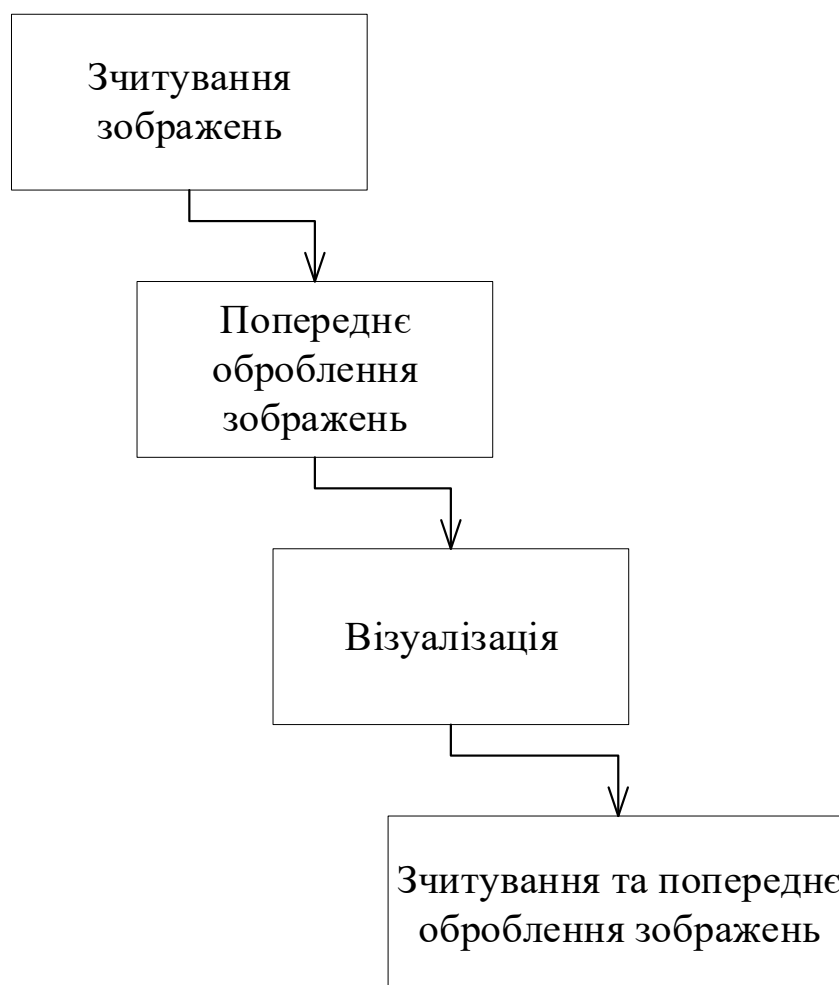 Зчитування
зображень
Попереднє
оброблення
зображень
Візуалізація
Зчитування та попереднє
оброблення зображень